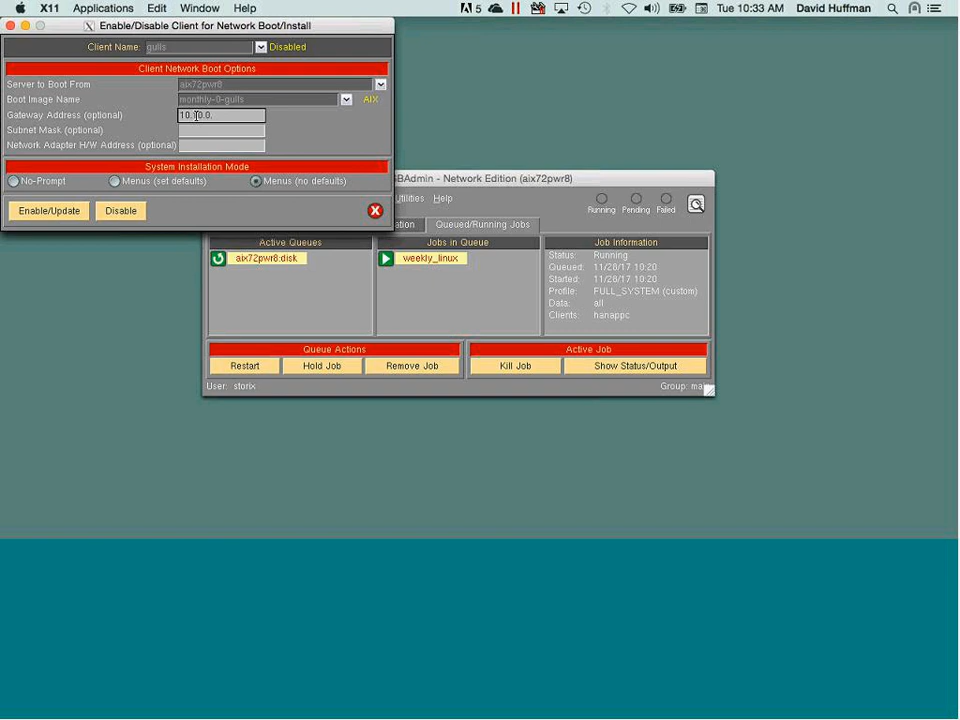 X11 Applications Edit Window Help 5 Tue 10:33 AM David Huffman
Enable/Disable Client for Network Boot/Install
Client Name: gulls Disabled
Client Network Boot Options
Server to Boot From aix72pwr8
Boot Image Name monthly-0-gulls AIX
Gateway Address (optional)
Subnet Mask (optional)
Network Adapter H/W Address (optional)
System Installation Mode
No-Prompt Menus (set defaults) Menus (no defaults)
Enable/Update Disable
SBAdmin - Network Edition (aix72pwr8)
Utilities Help
Running Pending Failed
Queued/Running Jobs
Active Queues Jobs in Queue Job Information
aix72pwr8:disk weekly_linux
Status: Running
Queued: 11/28/17 10:20
Started: 11/28/17 10:20
Profile: FULL_SYSTEM (custom)
Data: all
Clients: hanappc
Queue Actions Active Job
Restart Hold Job Remove Job Kill Job Show Status/Output
User: storix Group: